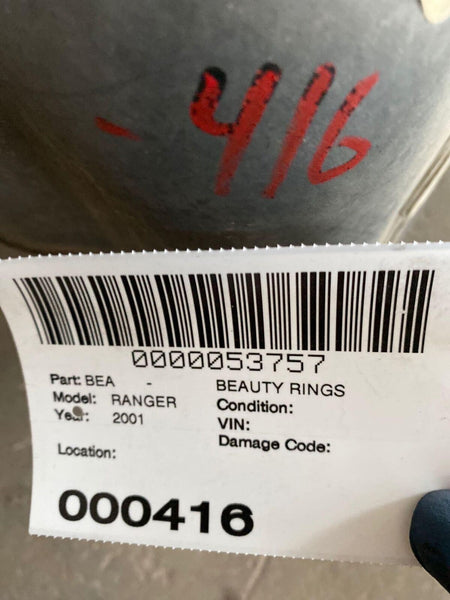 -416
0000053757
Part: BEA - BEAUTY RINGS
Model: RANGER Condition:
Year: 2001 VIN:
Damage Code:
Location:
000416